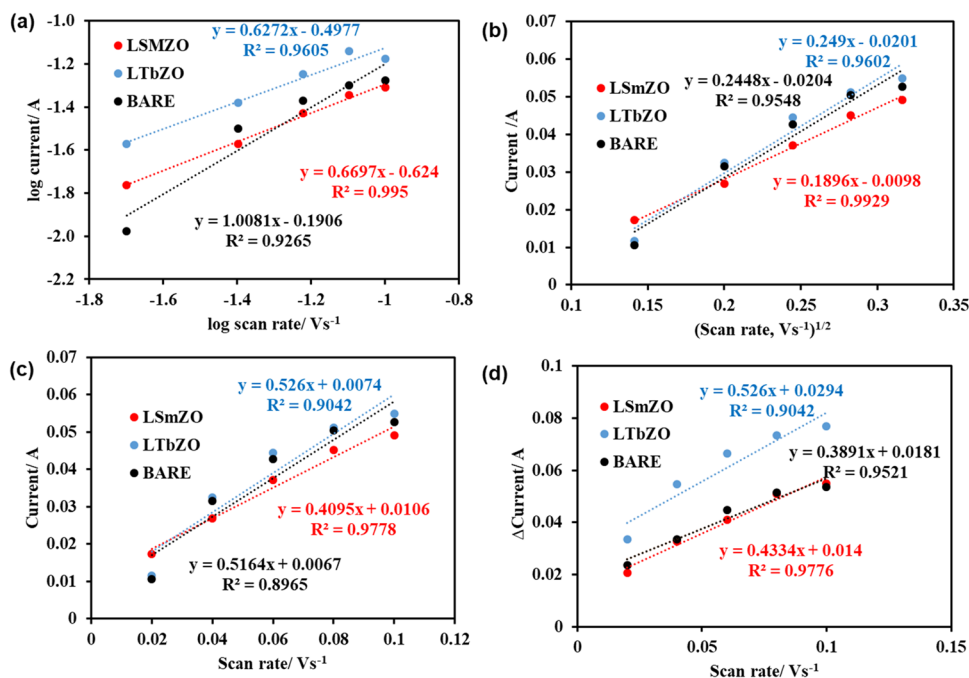 (a)
LSMZO
LTbZO
BARE
y = 0.6272x - 0.4977
R² = 0.9605
y = 0.6697x - 0.624
R² = 0.995
y = 1.0081x - 0.1906
R² = 0.9265
log current/ A
-1.0
-1.2
-1.4
-1.6
-1.8
-2.0
-2.2
-1.8 -1.6 -1.4 -1.2 -1 -0.8
log scan rate/ Vs-1
(b)
LSmZO
LTbZO
BARE
y = 0.249x - 0.0201
R² = 0.9602
y = 0.2448x - 0.0204
R² = 0.9548
y = 0.1896x - 0.0098
R² = 0.9929
Current /A
0.07
0.06
0.05
0.04
0.03
0.02
0.01
0
0.1 0.15 0.2 0.25 0.3 0.35
(Scan rate, Vs-1)1/2
(c)
LSmZO
LTbZO
BARE
y = 0.526x + 0.0074
R² = 0.9042
y = 0.4095x + 0.0106
R² = 0.9778
y = 0.5164x + 0.0067
R² = 0.8965
Current/ A
0.07
0.06
0.05
0.04
0.03
0.02
0.01
0
0 0.02 0.04 0.06 0.08 0.1 0.12
Scan rate/ Vs-1
(d)
LSmZO
LTbZO
BARE
y = 0.526x + 0.0294
R² = 0.9042
y = 0.3891x + 0.0181
R² = 0.9521
y = 0.4334x + 0.014
R² = 0.9776
ΔCurrent/ A
0.1
0.08
0.06
0.04
0.02
0
0 0.05 0.1 0.15
Scan rate/ Vs-1